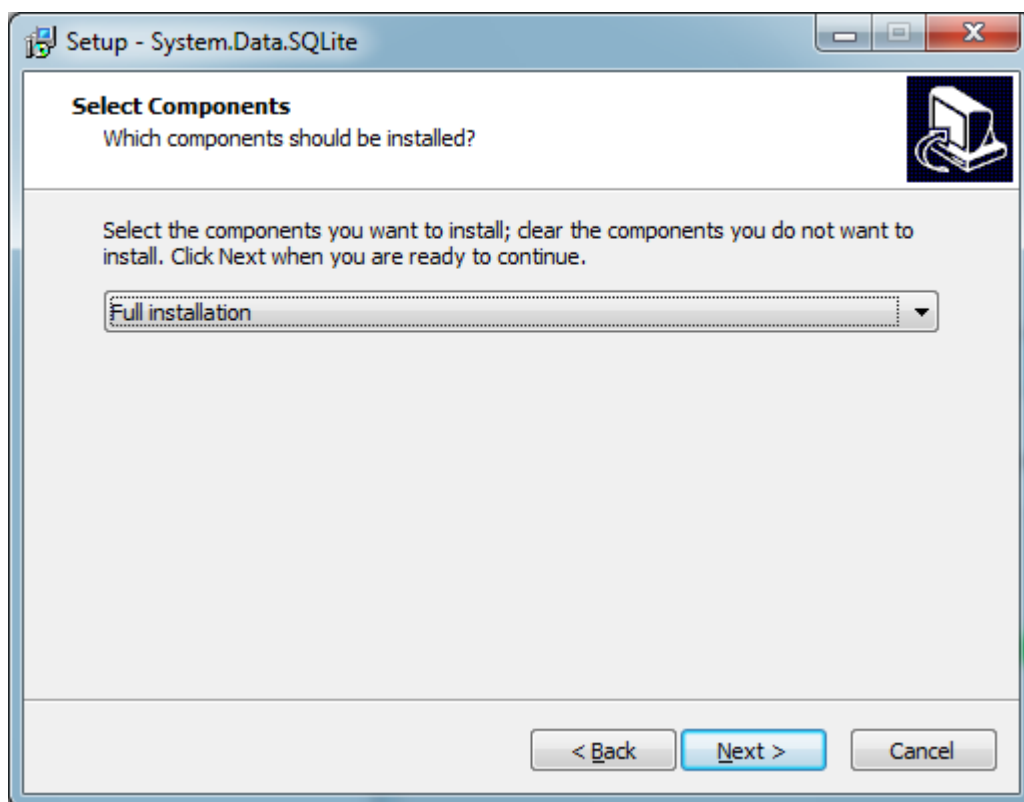 Setup - System.Data.SQLite
Select Components
Which components should be installed?
Select the components you want to install; clear the components you do not want to
install. Click Next when you are ready to continue.
Full installation
< Back
Next >
Cancel